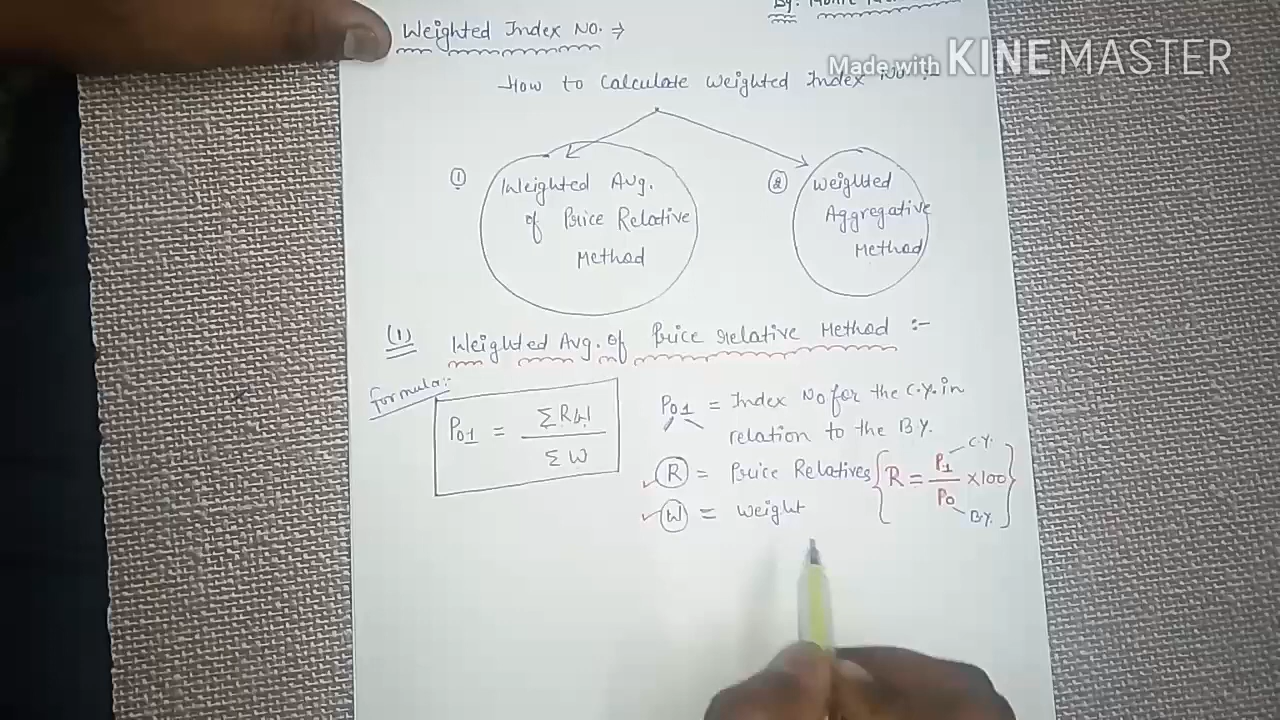 By:
Weighted Index No. →
Made with KINEMASTER
How to Calculate Weighted Index No. :-
① Weighted Avg. of Price Relative Method
② Weighted Aggregative Method
(1) Weighted Avg. of Price relative Method :-
Formula:-
P01 = ΣRW / ΣW
P01 = Index No for the C.Y. in
relation to the B.Y.
R = Price Relatives {R = P1/P0 ×100}
C.Y.
B.Y.
W = Weight